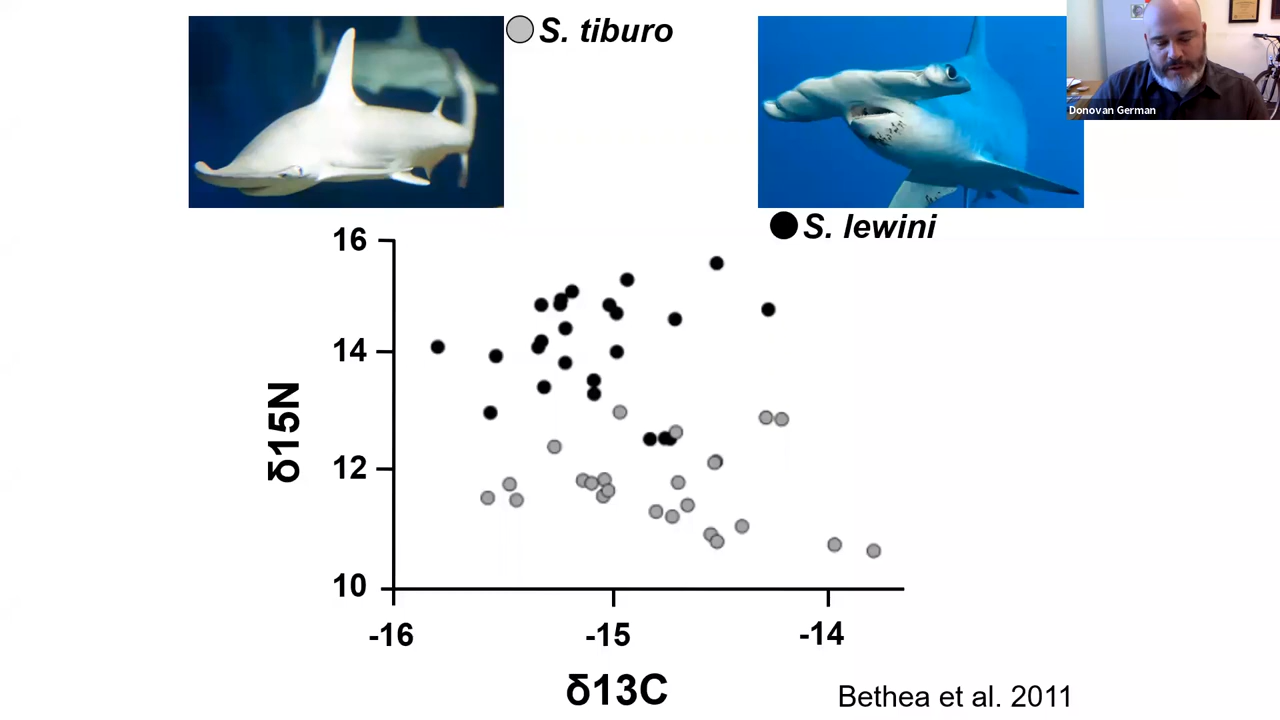 S. tiburo
Donovan German
S. lewini
16
14
12
10
δ15N
-16
-15
-14
δ13C
Bethea et al. 2011